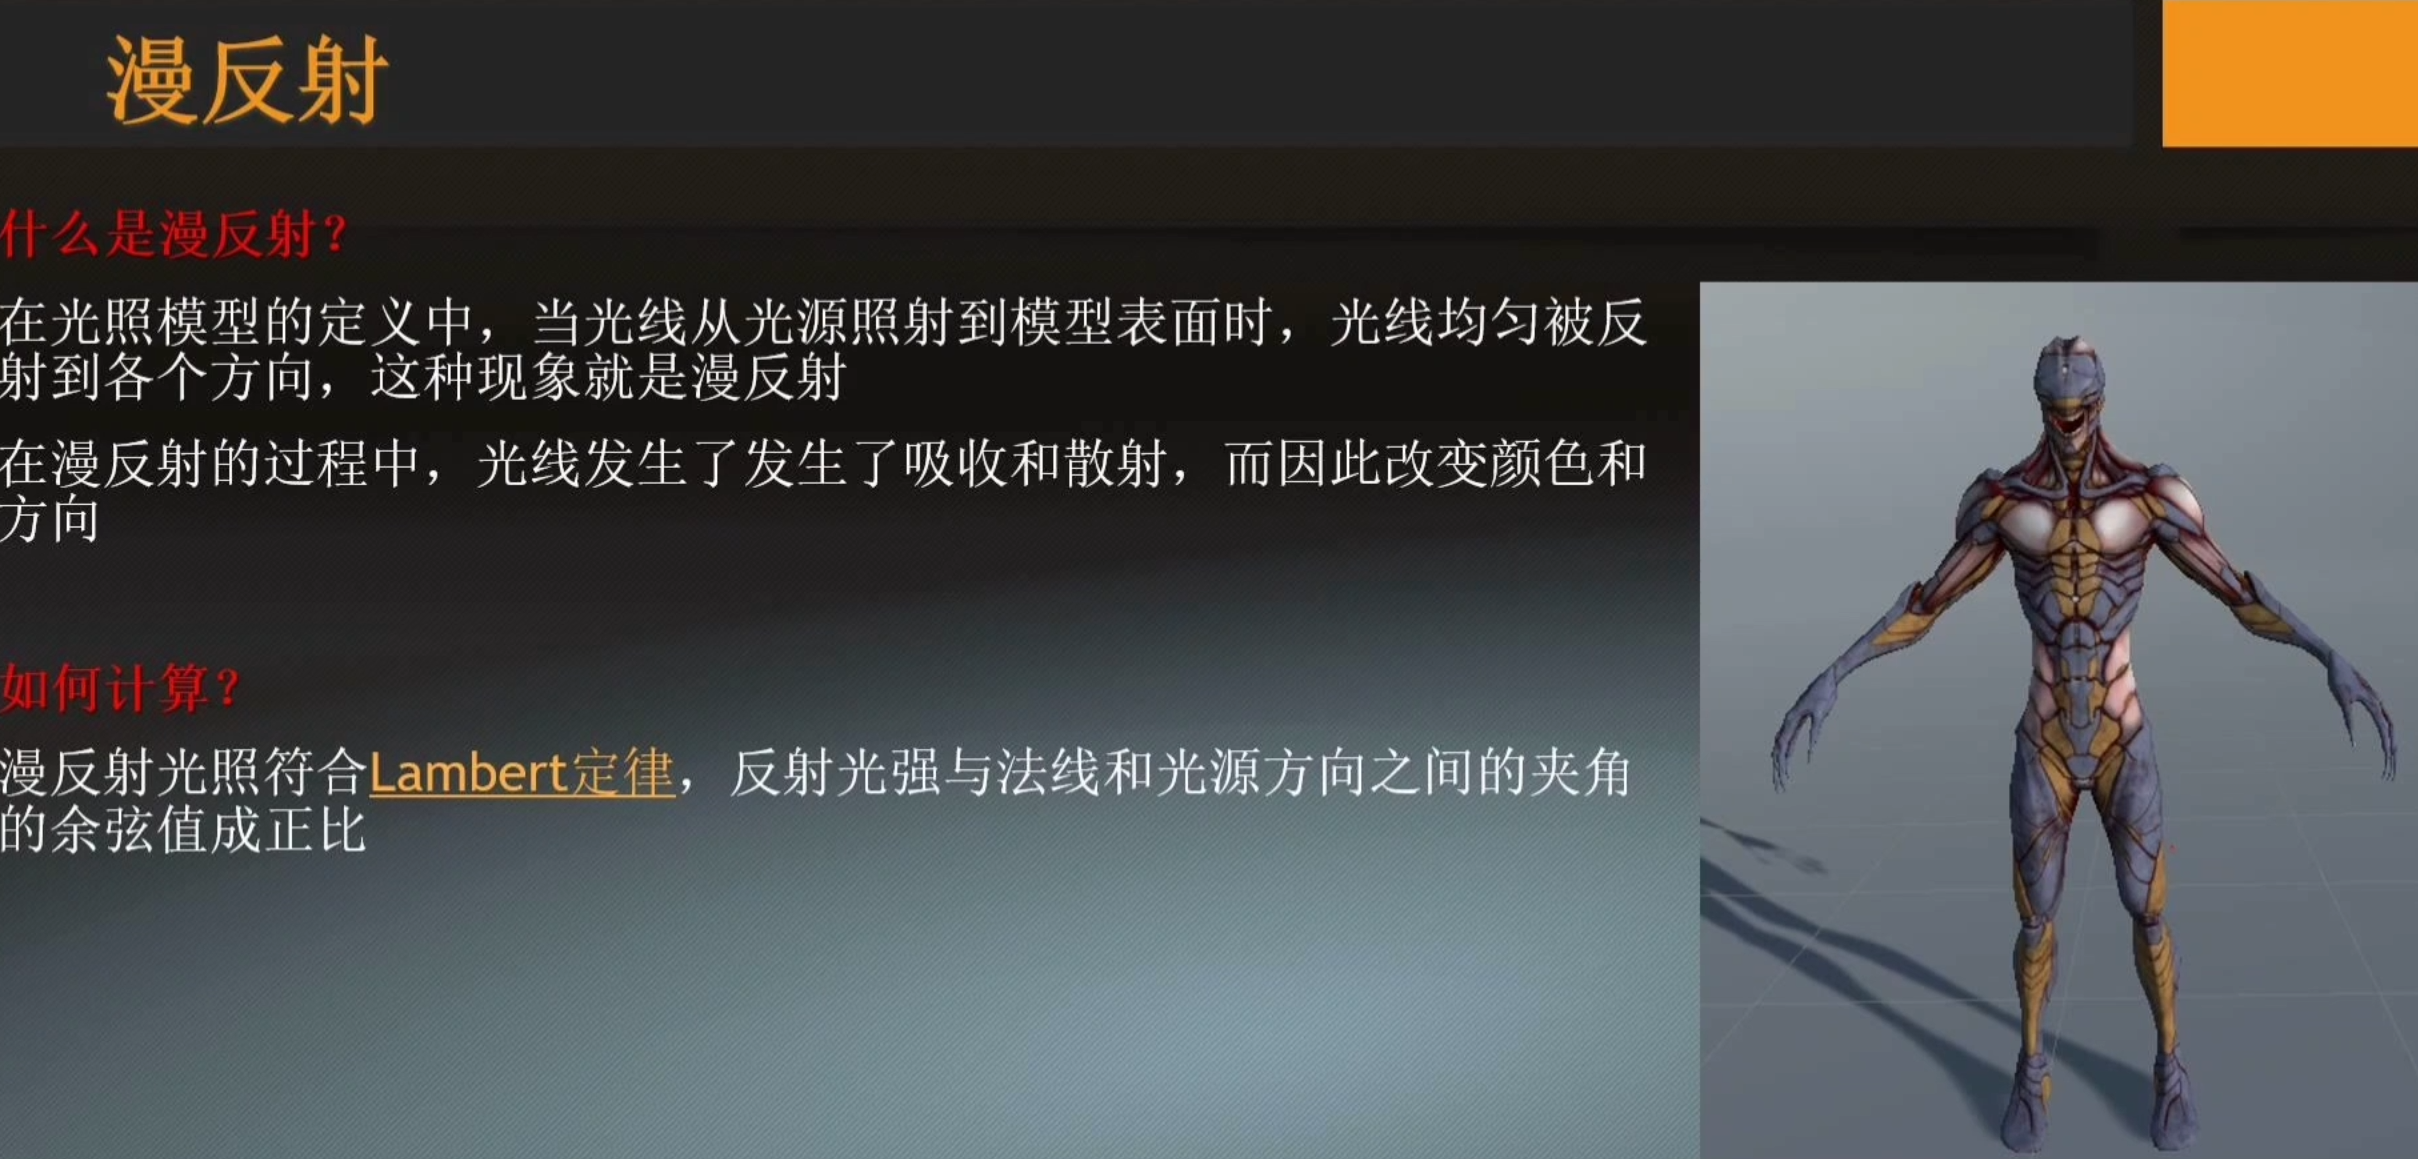 漫反射
什么是漫反射？
在光照模型的定义中，当光线从光源照射到模型表面时，光线均匀被反
射到各个方向，这种现象就是漫反射
在漫反射的过程中，光线发生了发生了吸收和散射，而因此改变颜色和
方向
如何计算？
漫反射光照符合Lambert定律，反射光强与法线和光源方向之间的夹角
的余弦值成正比